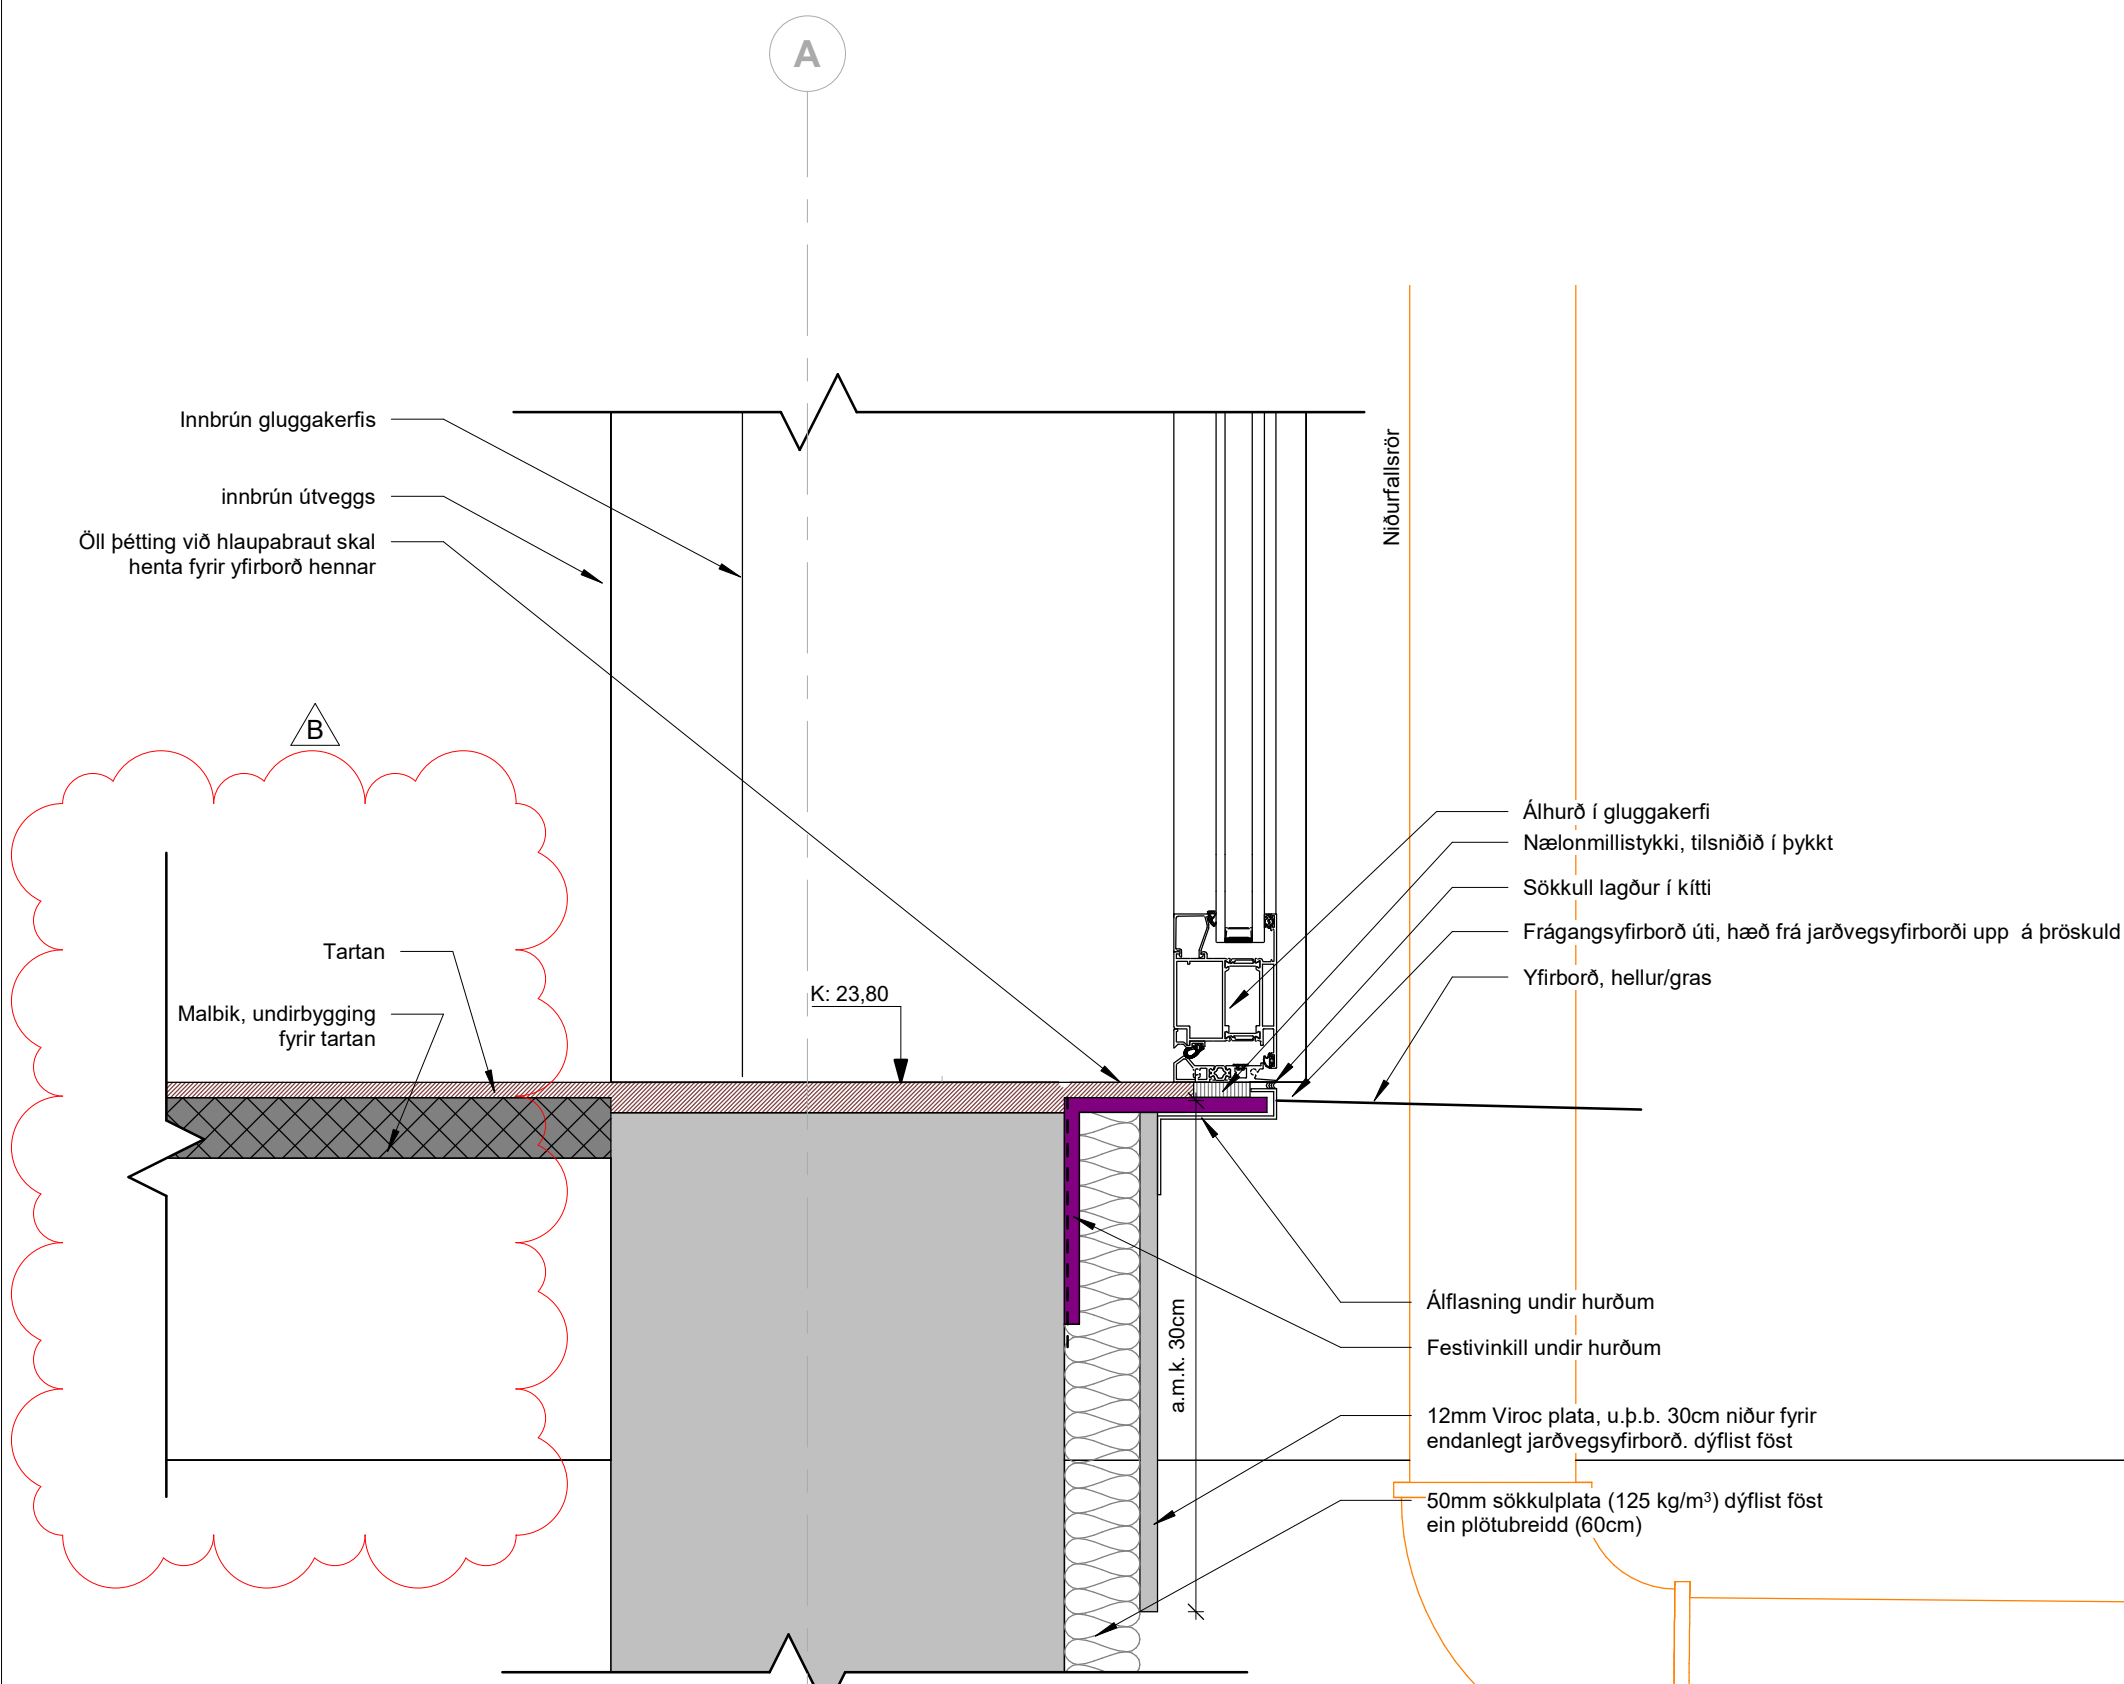 A
Innbrún gluggakerfis
innbrún útveggs
Öll þétting við hlaupabraut skal
henta fyrir yfirborð hennar
Niðurfallsrör
B
Tartan
Malbik, undirbygging
fyrir tartan
K: 23,80
Álhurð í gluggakerfi
Nælonmillistykki, tilsniðið í þykkt
Sökkull lagður í kítti
Frágangsyfirborð úti, hæð frá jarðvegsyfirborði upp á þröskuld
Yfirborð, hellur/gras
a.m.k. 30cm
Álflasning undir hurðum
Festivinkill undir hurðum
12mm Viroc plata, u.þ.b. 30cm niður fyrir
endanlegt jarðvegsyfirborð. dýflist föst
50mm sökkulplata (125 kg/m³) dýflist föst
ein plötubreidd (60cm)